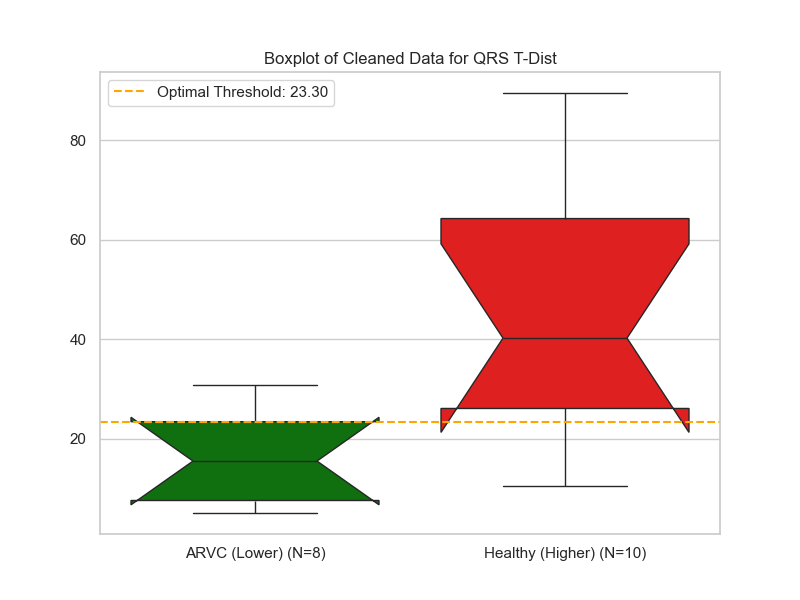 Boxplot of Cleaned Data for QRS T-Dist
Optimal Threshold: 23.30
80
60
40
20
ARVC (Lower) (N=8)
Healthy (Higher) (N=10)